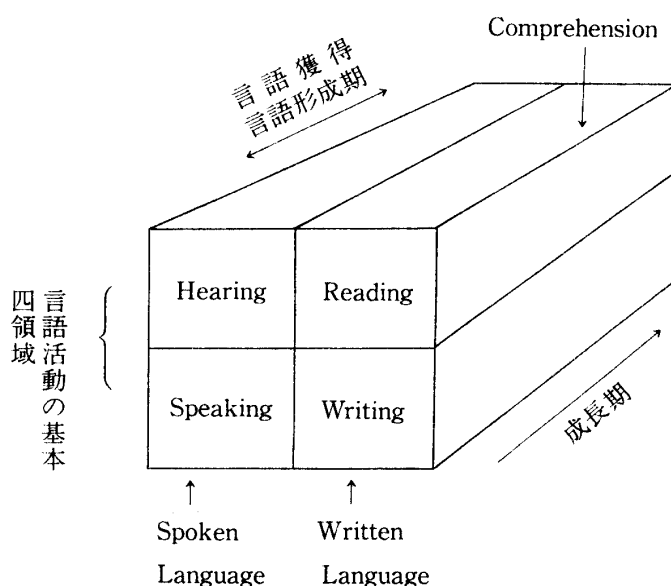 Comprehension
言語獲得
言語形成期
Hearing
Reading
言語活動の基本
四領域
Speaking
Writing
成長期
Spoken
Language
Written
Language